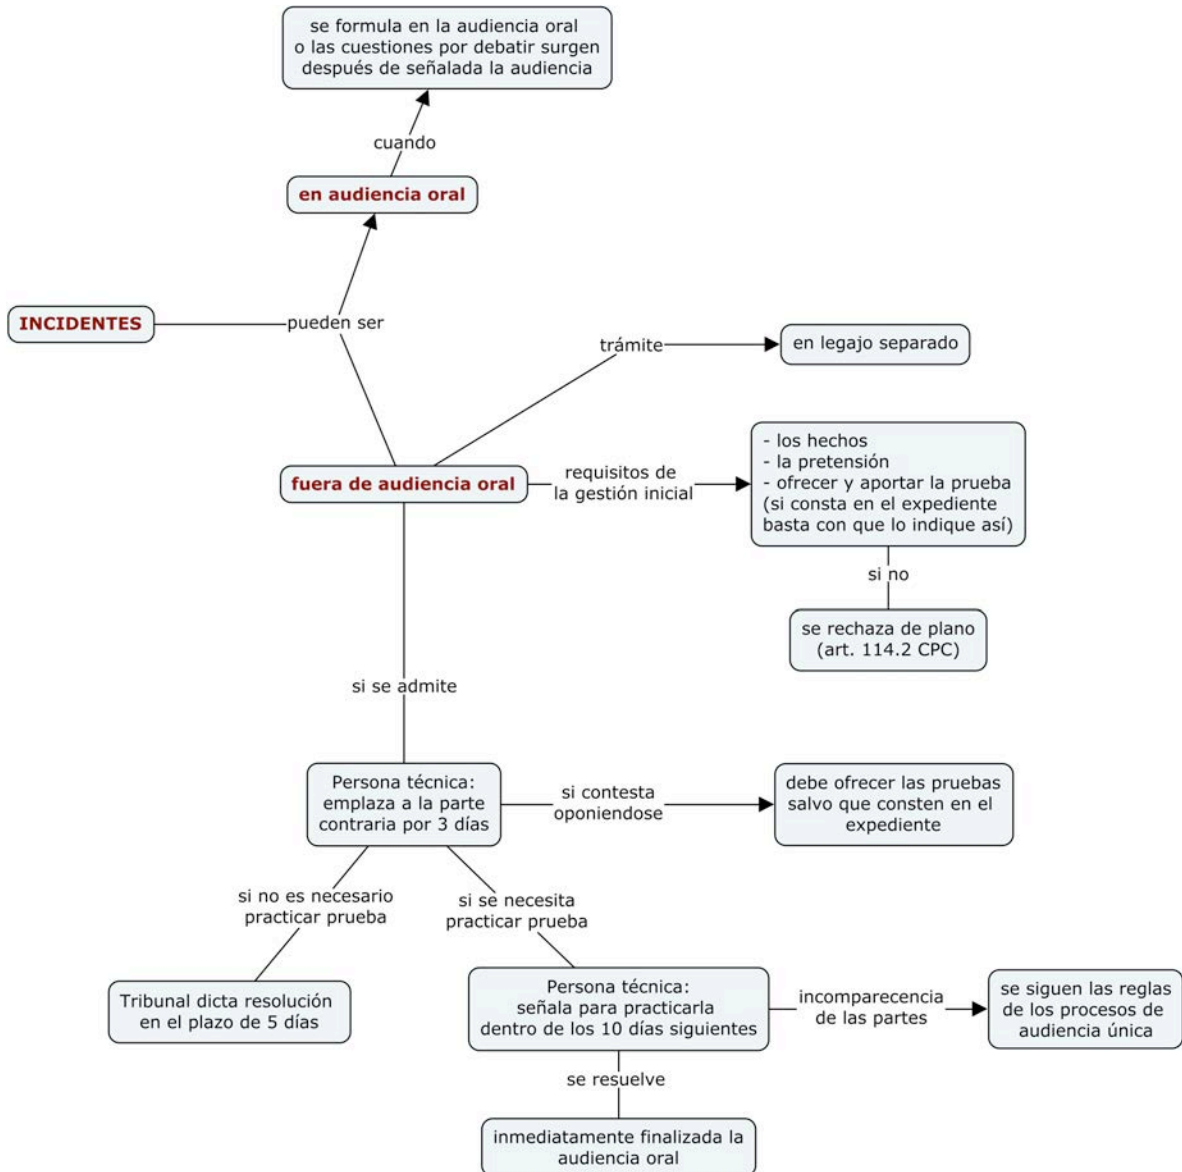 se formula en la audiencia oral
o las cuestiones por debatir surgen
después de señalada la audiencia
cuando
en audiencia oral
INCIDENTES
pueden ser
trámite
en legajo separado
fuera de audiencia oral
requisitos de
la gestión inicial
- los hechos
- la pretensión
- ofrecer y aportar la prueba
(si consta en el expediente
basta con que lo indique así)
si no
se rechaza de plano
(art. 114.2 CPC)
si se admite
Persona técnica:
emplaza a la parte
contraria por 3 días
si contesta
oponiendose
debe ofrecer las pruebas
salvo que consten en el
expediente
si no es necesario
practicar prueba
si se necesita
practicar prueba
Tribunal dicta resolución
en el plazo de 5 días
Persona técnica:
señala para practicarla
dentro de los 10 días siguientes
incomparecencia
de las partes
se siguen las reglas
de los procesos de
audiencia única
se resuelve
inmediatamente finalizada la
audiencia oral